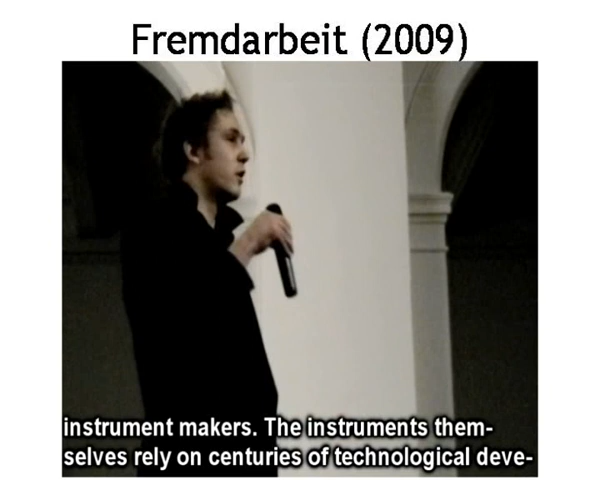 Fremdarbeit (2009)
instrument makers. The instruments them-
selves rely on centuries of technological deve-